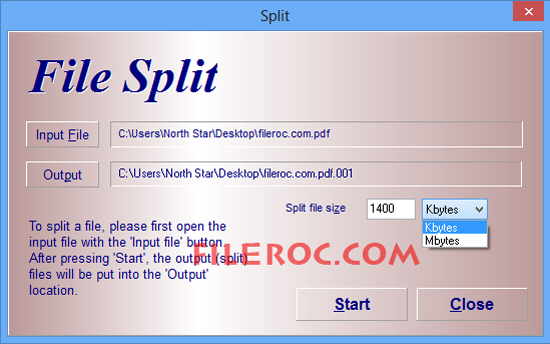 Split
File Split
Input File
C:\Users\North Star\Desktop\fileroc.com.pdf
Output
C:\Users\North Star\Desktop\fileroc.com.pdf.001
Split file size
1400
Kbytes
Kbytes
Mbytes
To split a file, please first open
the input file with the 'Input file' button.
After pressing 'Start', the output (split)
files will be put into the 'Output'
location.
FILEROC.COM
Start
Close